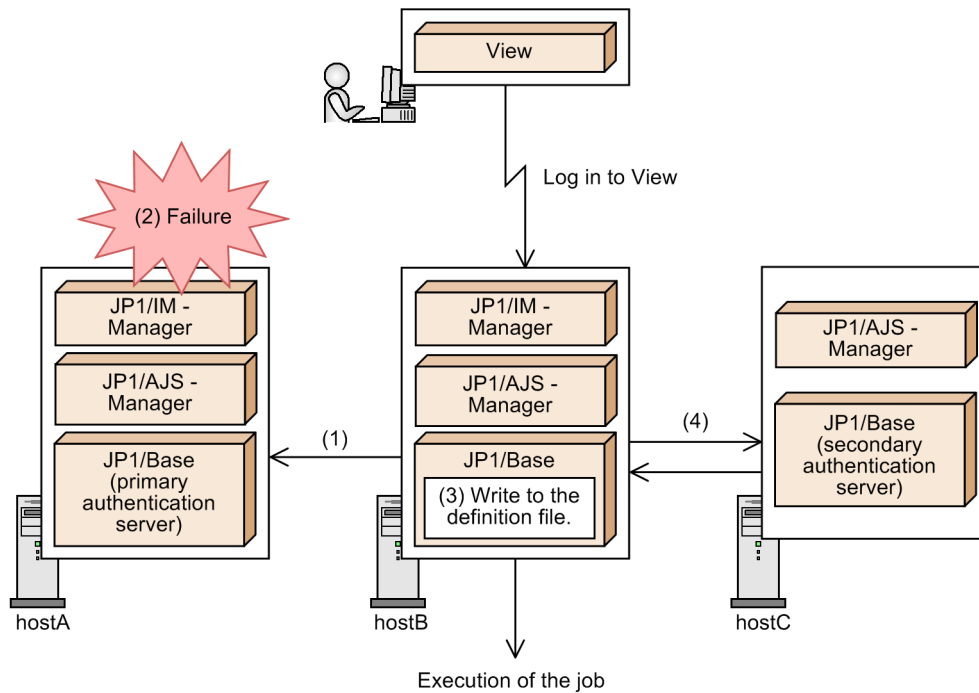 View
Log in to View
(2) Failure
JP1/IM -
Manager
JP1/AJS -
Manager
JP1/Base
(primary
authentication
server)
hostA
(1)
JP1/IM -
Manager
JP1/AJS -
Manager
JP1/Base
(3) Write to the
definition file.
hostB
(4)
JP1/AJS -
Manager
JP1/Base
(secondary
authentication
server)
hostC
Execution of the job